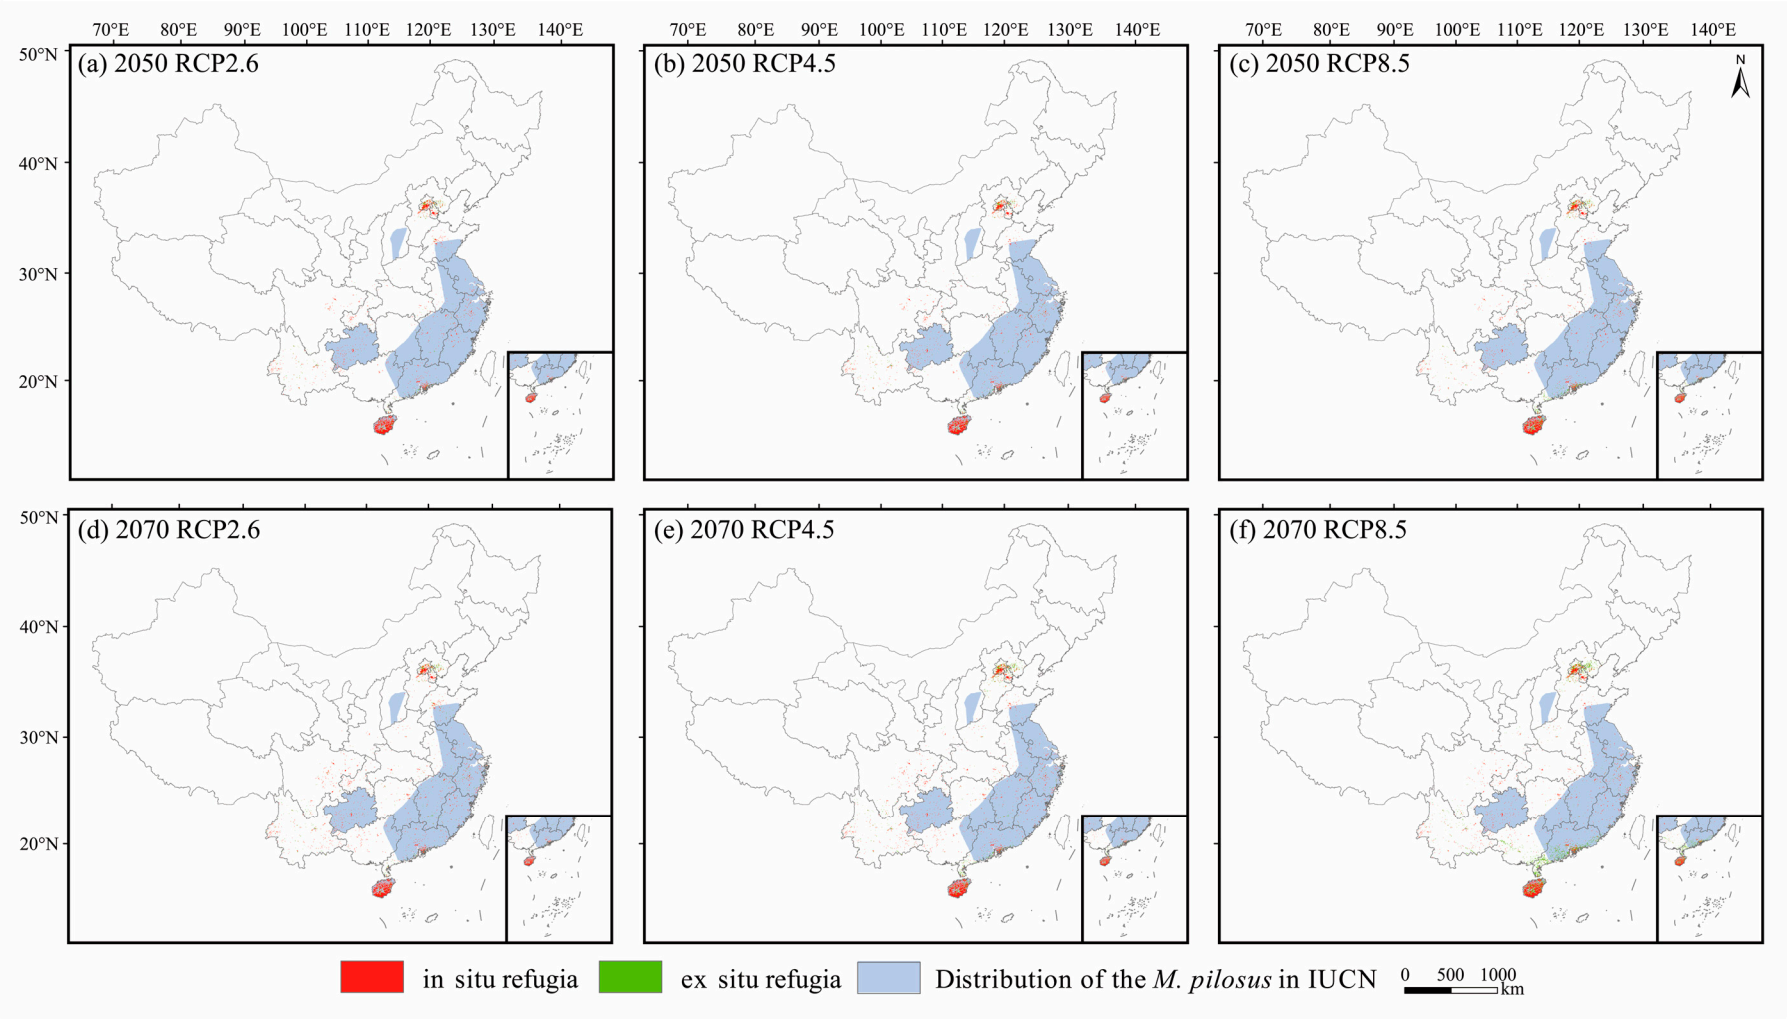 70°E 80°E 90°E 100°E 110°E 120°E 130°E 140°E 70°E 80°E 90°E 100°E 110°E 120°E 130°E 140°E 70°E 80°E 90°E 100°E 110°E 120°E 130°E 140°E
50°N
(a) 2050 RCP2.6
(b) 2050 RCP4.5
(c) 2050 RCP8.5
N
40°N
30°N
20°N
50°N
(d) 2070 RCP2.6
(e) 2070 RCP4.5
(f) 2070 RCP8.5
40°N
30°N
20°N
in situ refugia ex situ refugia Distribution of the M. pilosus in IUCN
0 500 1000
km